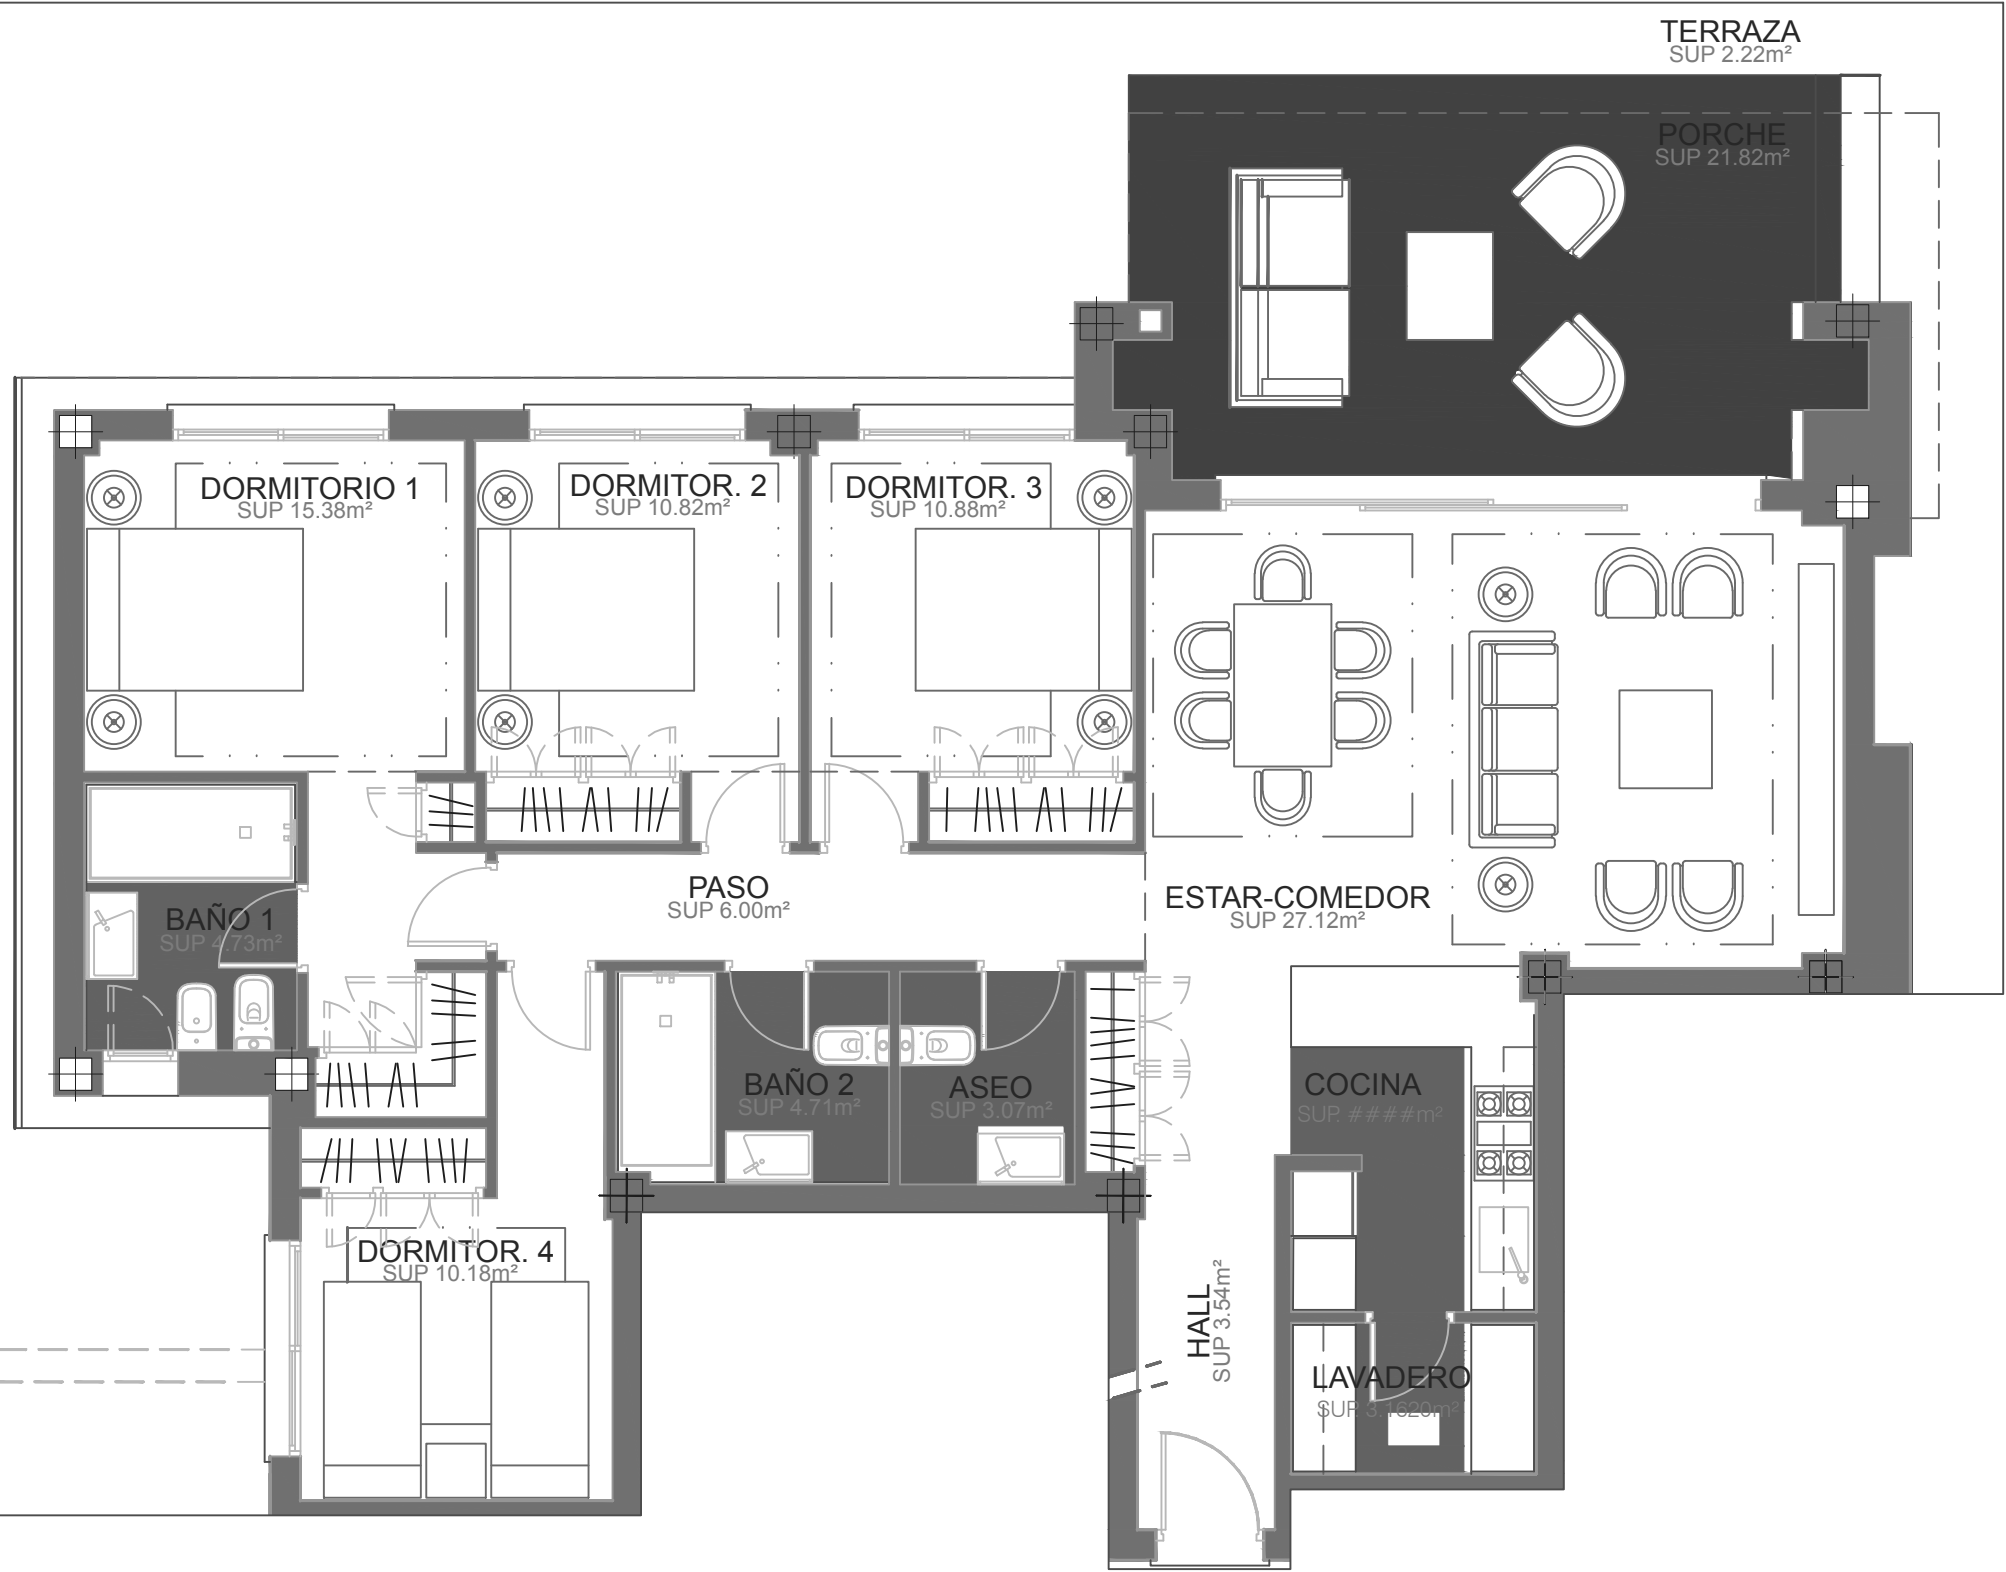 TERRAZA
SUP 2.22m²
PORCHE
SUP 21.82m²
DORMITORIO 1
SUP 15.38m²
DORMITOR. 2
SUP 10.82m²
DORMITOR. 3
SUP 10.88m²
PASO
SUP 6.00m²
ESTAR-COMEDOR
SUP 27.12m²
BAÑO 1
SUP 4.73m²
BAÑO 2
SUP 4.71m²
ASEO
SUP 3.07m²
COCINA
SUP. ####m²
DORMITOR. 4
SUP 10.18m²
HALL
SUP 3.54m²
LAVADERO
SUP 3.1620m²